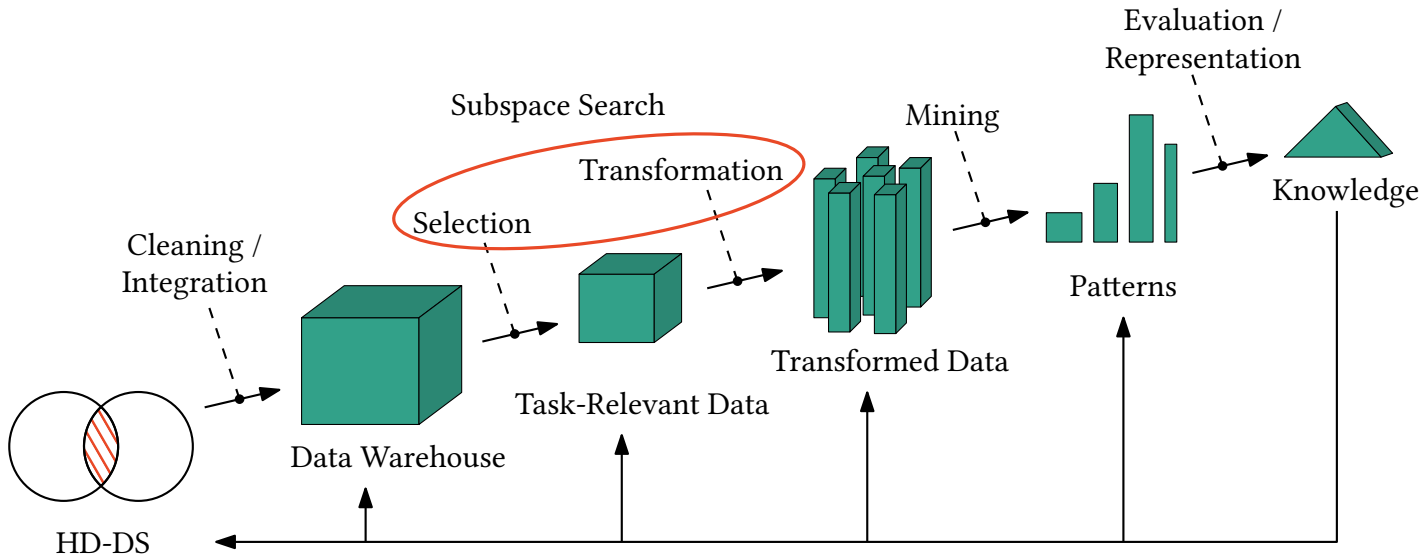 Evaluation /
Representation
Subspace Search
Mining
Transformation
Knowledge
Selection
Cleaning /
Integration
Patterns
Transformed Data
Task-Relevant Data
Data Warehouse
HD-DS